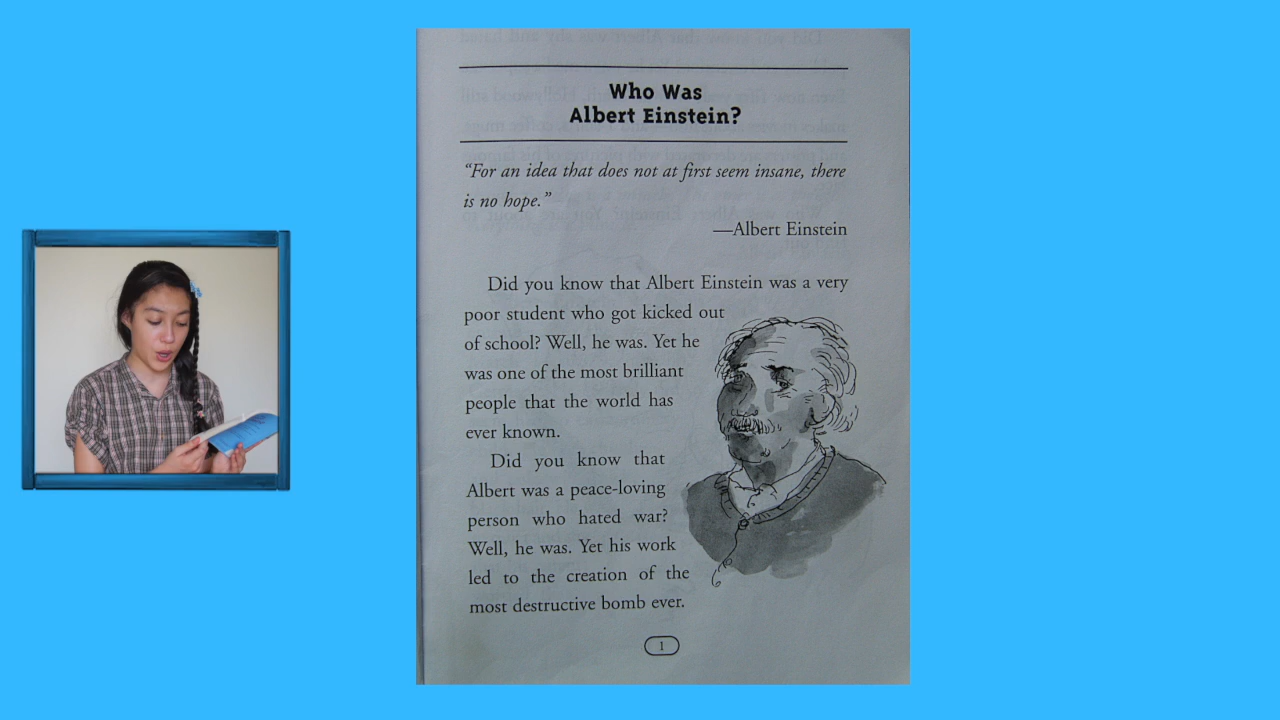 Who Was
Albert Einstein?
“For an idea that does not at first seem insane, there
is no hope.”
—Albert Einstein
Did you know that Albert Einstein was a very
poor student who got kicked out
of school? Well, he was. Yet he
was one of the most brilliant
people that the world has
ever known.
Did you know that
Albert was a peace-loving
person who hated war?
Well, he was. Yet his work
led to the creation of the
most destructive bomb ever.
1